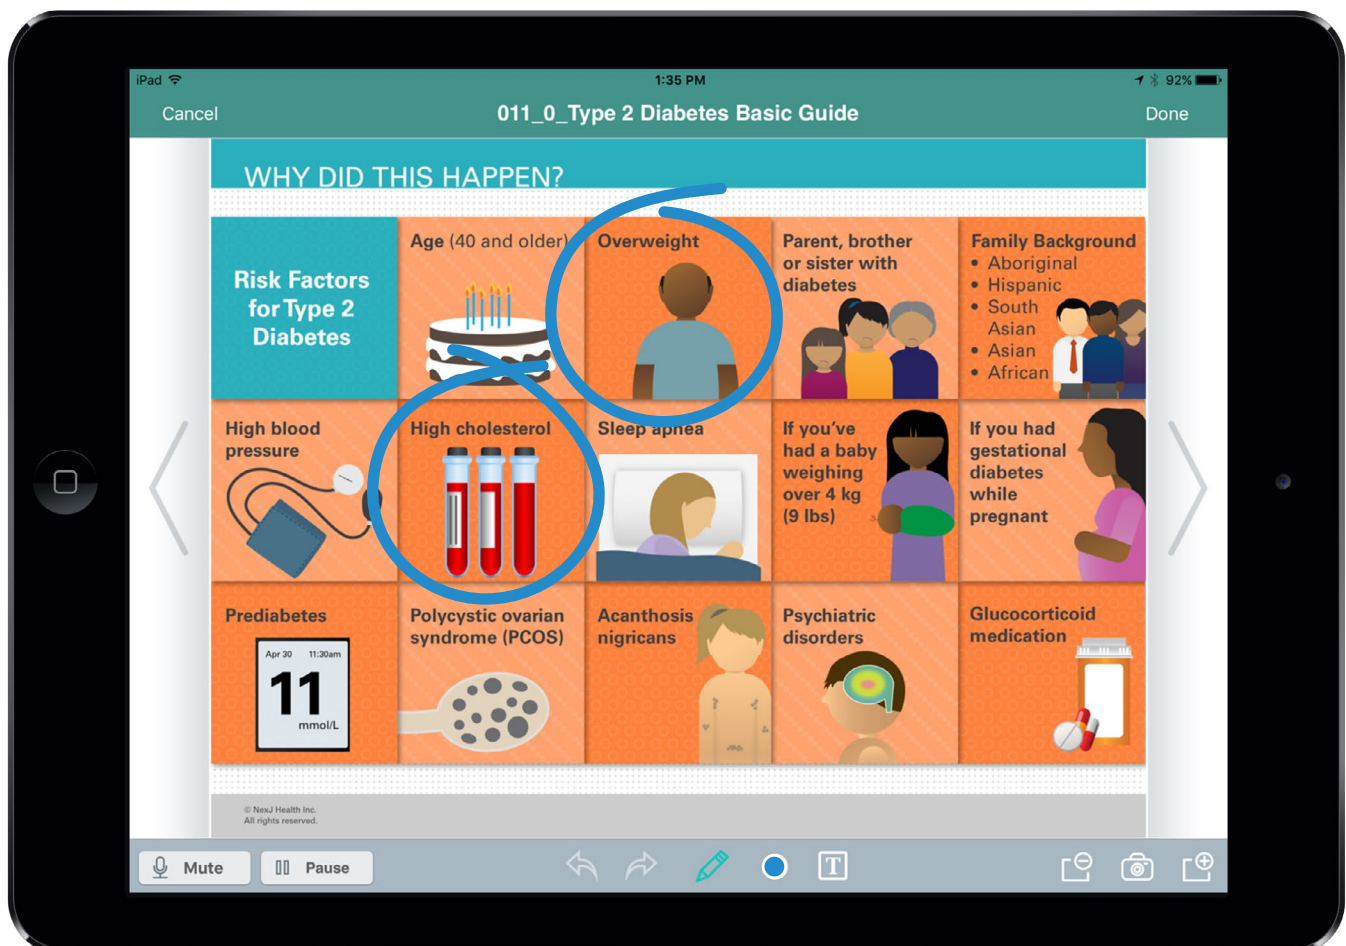 iPad 1:35 PM 92%
Cancel 011_0_Type 2 Diabetes Basic Guide Done
WHY DID THIS HAPPEN?
Risk Factors
for Type 2
Diabetes
Age (40 and older)
Overweight
Parent, brother
or sister with
diabetes
Family Background
• Aboriginal
• Hispanic
• South
Asian
• Asian
• African
High blood
pressure
High cholesterol
Sleep apnea
If you've
had a baby
weighing
over 4 kg
(9 lbs)
If you had
gestational
diabetes
while
pregnant
Prediabetes
Apr 30 11:30am
11
mmol/L
Polycystic ovarian
syndrome (PCOS)
Acanthosis
nigricans
Psychiatric
disorders
Glucocorticoid
medication
© NexJ Health Inc.
All rights reserved.
Mute Pause T